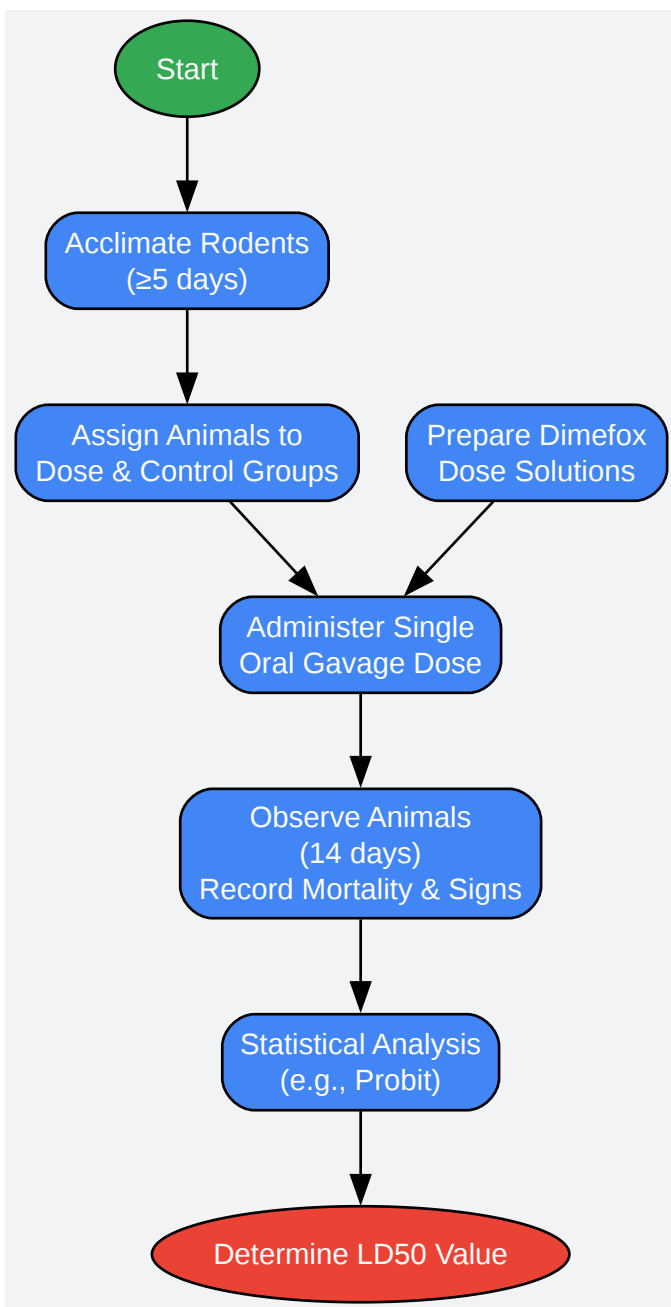 Start
Acclimate Rodents
(≥5 days)
Assign Animals to
Dose & Control Groups
Prepare Dimefox
Dose Solutions
Administer Single
Oral Gavage Dose
Observe Animals
(14 days)
Record Mortality & Signs
Statistical Analysis
(e.g., Probit)
Determine LD50 Value